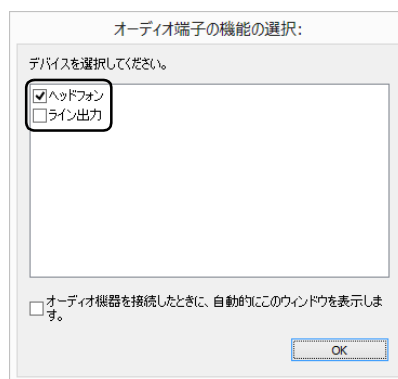 オーディオ端子の機能の選択:
デバイスを選択してください。
ヘッドフォン
ライン出力
オーディオ機器を接続したときに、自動的にこのウィンドウを表示しま
す。
OK